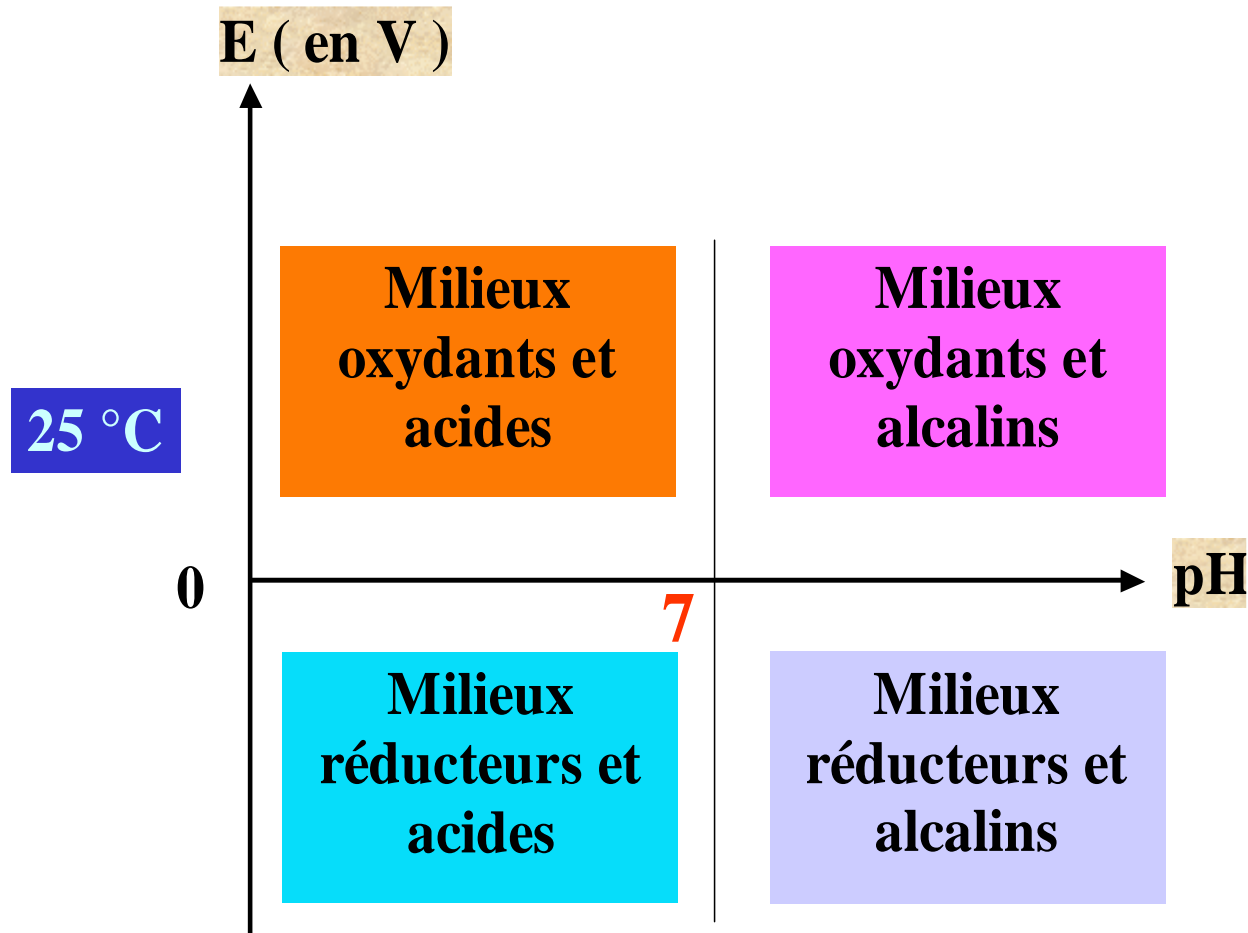 E ( en V )
Milieux
oxydants et
acides
Milieux
oxydants et
alcalins
25 °C
0
pH
7
Milieux
réducteurs et
acides
Milieux
réducteurs et
alcalins